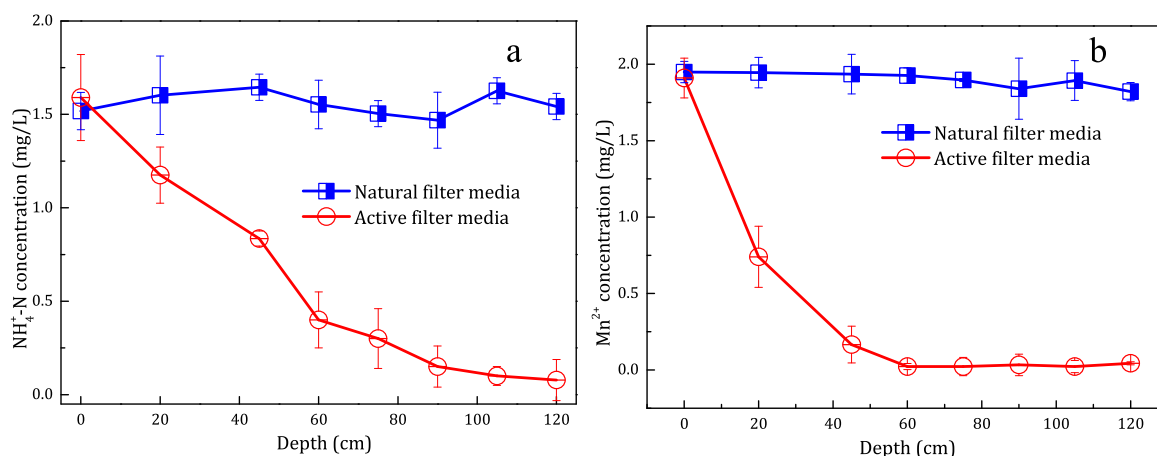 a
2.0
1.5
1.0
0.5
0.0
NH₄⁺-N concentration (mg/L)
Natural filter media
Active filter media
0 20 40 60 80 100 120
Depth (cm)
b
2.0
1.5
1.0
0.5
0.0
Mn²⁺ concentration (mg/L)
Natural filter media
Active filter media
0 20 40 60 80 100 120
Depth (cm)